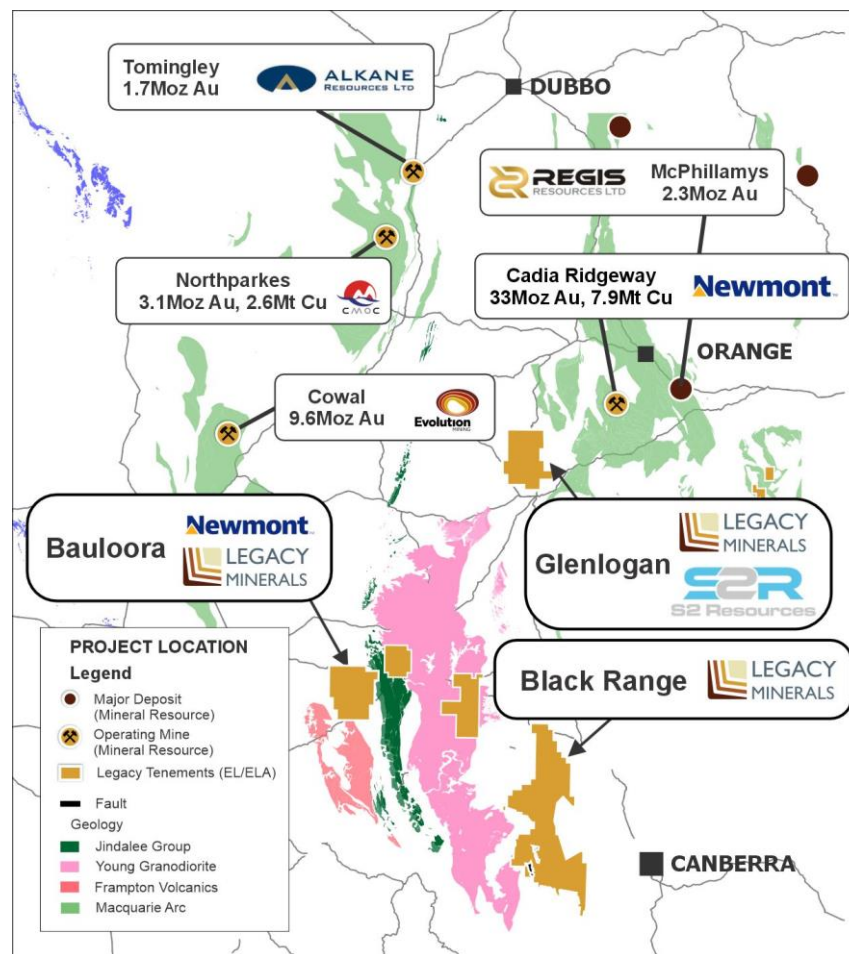 Tomingley
1.7Moz Au
ALKANE
RESOURCES LTD
DUBBO
REGIS
RESOURCES LTD
McPhillamys
2.3Moz Au
Northparkes
3.1Moz Au, 2.6Mt Cu
CMOC
Cadia Ridgeway
33Moz Au, 7.9Mt Cu
Newmont™
ORANGE
Cowal
9.6Moz Au
Evolution
MINING
Bauloora
Newmont™
LEGACY
MINERALS
Glenlogan
LEGACY
MINERALS
S2R
S2 Resources
Black Range
LEGACY
MINERALS
PROJECT LOCATION
Legend
Major Deposit
(Mineral Resource)
Operating Mine
(Mineral Resource)
Legacy Tenements (EL/ELA)
Fault
Geology
Jindalee Group
Young Granodiorite
Frampton Volcanics
Macquarie Arc
CANBERRA